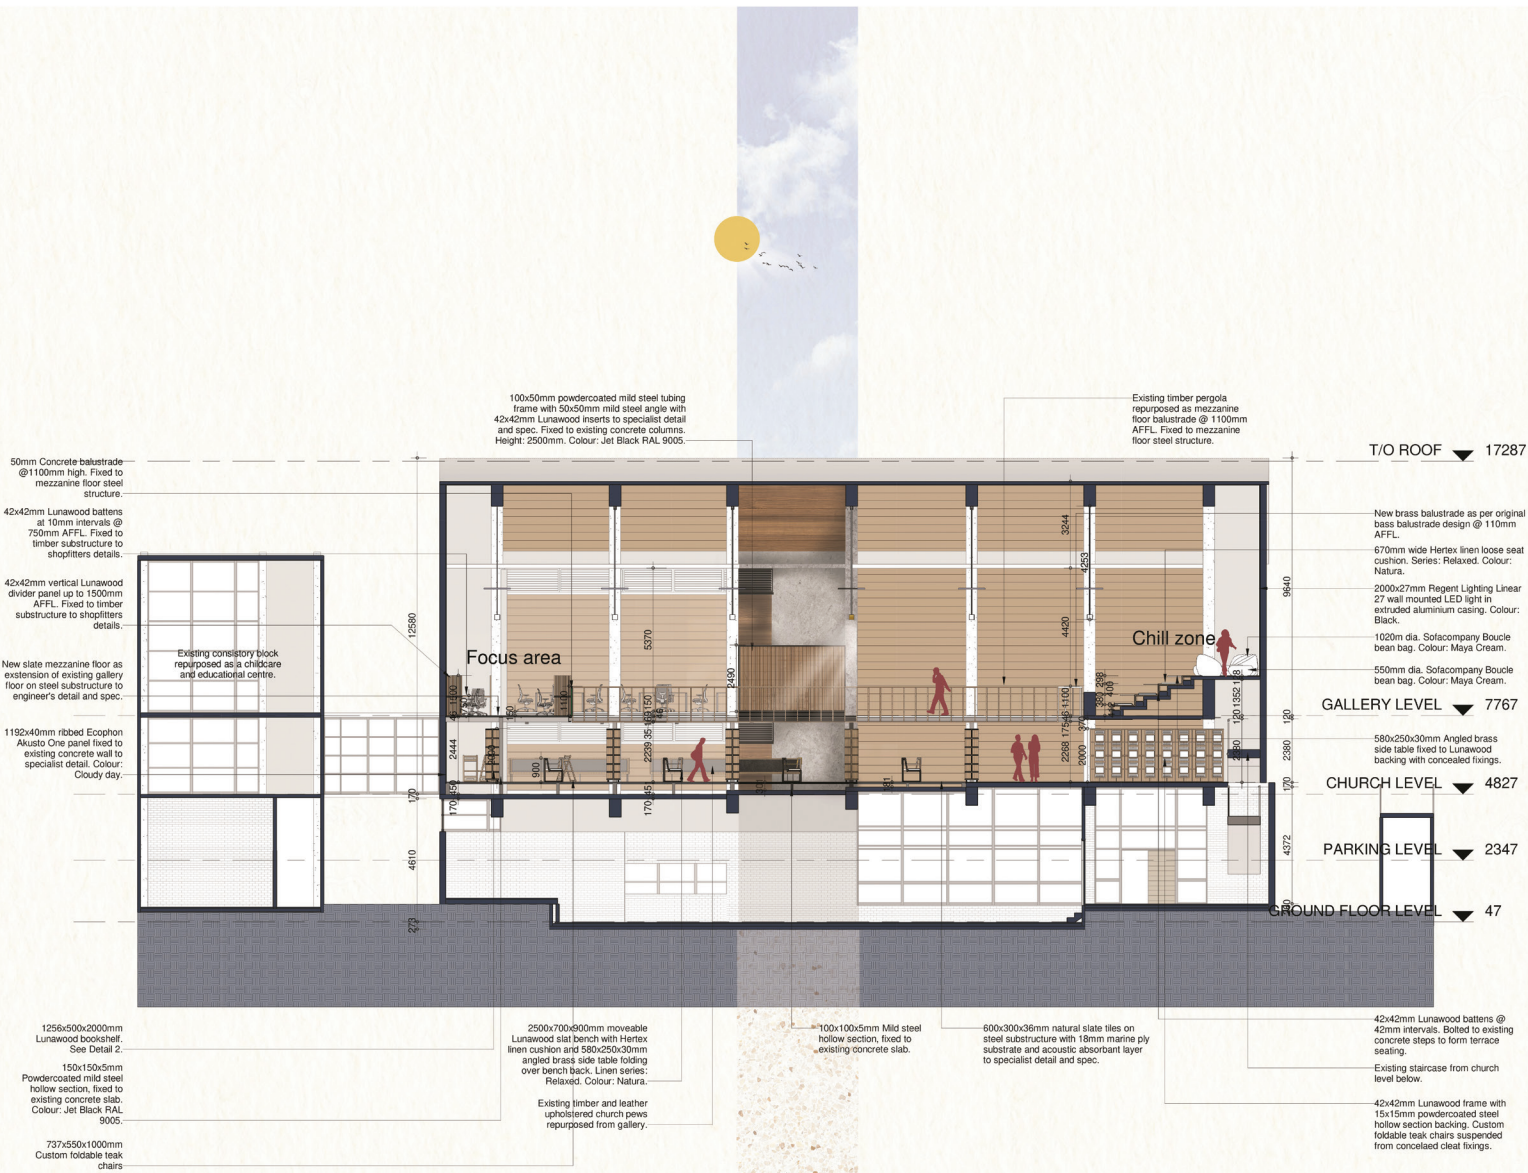 100x50mm powdercoated mild steel tubing
frame with 50x50mm mild steel angle with
42x42mm Lunawood inserts to specialist detail
and spec. Fixed to existing concrete columns.
Height: 2500mm. Colour: Jet Black RAL 9005.
Existing timber pergola
repurposed as mezzanine
floor balustrade @ 1100mm
AFFL. Fixed to mezzanine
floor steel structure.
50mm Concrete balustrade
@1100mm high. Fixed to
mezzanine floor steel
structure.
42x42mm Lunawood battens
at 10mm intervals @
750mm AFFL. Fixed to
timber substructure to
shopfitters details.
42x42mm vertical Lunawood
divider panel up to 1500mm
AFFL. Fixed to timber
substructure to shopfitters
details.
New slate mezzanine floor as
exstension of existing gallery
floor on steel substructure to
engineer's detail and spec.
1192x40mm ribbed Ecophon
Akusto One panel fixed to
existing concrete wall to
specialist detail. Colour:
Cloudy day.
Existing consistory block
repurposed as a childcare
and educational centre.
Focus area
Chill zone
12580
2444
170
4610
273
170 450
900
5370
2239 35 163 150
170 45
2490
3244
4253
4420
2000
9640
120
2380
170
4372
T/O ROOF 17287
New brass balustrade as per original
bass balustrade design @ 110mm
AFFL.
670mm wide Hertex linen loose seat
cushion. Series: Relaxed. Colour:
Natura.
2000x27mm Regent Lighting Linear
27 wall mounted LED light in
extruded aluminium casing. Colour:
Black.
1020m dia. Sofacompany Boucle
bean bag. Colour: Maya Cream.
550mm dia. Sofacompany Boucle
bean bag. Colour: Maya Cream.
GALLERY LEVEL 7767
580x250x30mm Angled brass
side table fixed to Lunawood
backing with concealed fixings.
CHURCH LEVEL 4827
PARKING LEVEL 2347
GROUND FLOOR LEVEL 47
1256x500x2000mm
Lunawood bookshelf.
See Detail 2.
150x150x5mm
Powdercoated mild steel
hollow section, fixed to
existing concrete slab.
Colour: Jet Black RAL
9005.
737x550x1000mm
Custom foldable teak
chairs
2500x700x900mm moveable
Lunawood slat bench with Hertex
linen cushion and 580x250x30mm
angled brass side table folding
over bench back. Linen series:
Relaxed. Colour: Natura.
Existing timber and leather
upholstered church pews
repurposed from gallery.
100x100x5mm Mild steel
hollow section, fixed to
existing concrete slab.
600x300x36mm natural slate tiles on
steel substructure with 18mm marine ply
substrate and acoustic absorbant layer
to specialist detail and spec.
42x42mm Lunawood battens @
42mm intervals. Bolted to existing
concrete steps to form terrace
seating.
Existing staircase from church
level below.
42x42mm Lunawood frame with
15x15mm powdercoated steel
hollow section backing. Custom
foldable teak chairs suspended
from concelaed cleat fixings.